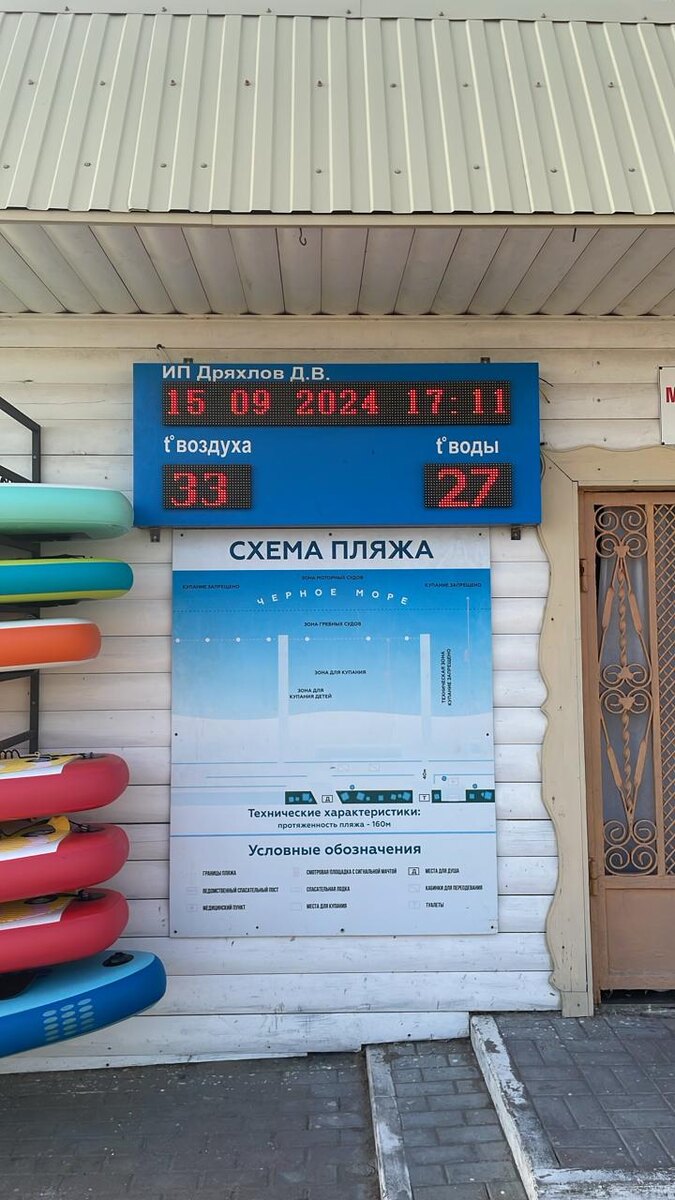 ИП Дряхлов Д.В.
15 09 2024 17:11
t°воздуха
t°воды
33
27
М
СХЕМА ПЛЯЖА
ЗОНА МОТОРНЫХ СУДОВ
КУПАНИЕ ЗАПРЕЩЕНО
КУПАНИЕ ЗАПРЕЩЕНО
ЧЕРНОЕ МОРЕ
ЗОНА ГРЕБНЫХ СУДОВ
ЗОНА ДЛЯ КУПАНИЯ
ЗОНА ДЛЯ
КУПАНИЯ ДЕТЕЙ
ТЕХНИЧЕСКАЯ ЗОНА
КУПАНИЕ ЗАПРЕЩЕНО
Д
Т
Технические характеристики:
протяженность пляжа - 160м
Условные обозначения
ГРАНИЦЫ ПЛЯЖА
СМОТРОВАЯ ПЛОЩАДКА С СИГНАЛЬНОЙ МАЧТОЙ
Д МЕСТА ДЛЯ ДУША
ВЕДОМСТВЕННЫЙ СПАСАТЕЛЬНЫЙ ПОСТ
СПАСАТЕЛЬНАЯ ЛОДКА
КАБИНКИ ДЛЯ ПЕРЕОДЕВАНИЯ
МЕДИЦИНСКИЙ ПУНКТ
МЕСТА ДЛЯ КУПАНИЯ
ТУАЛЕТЫ